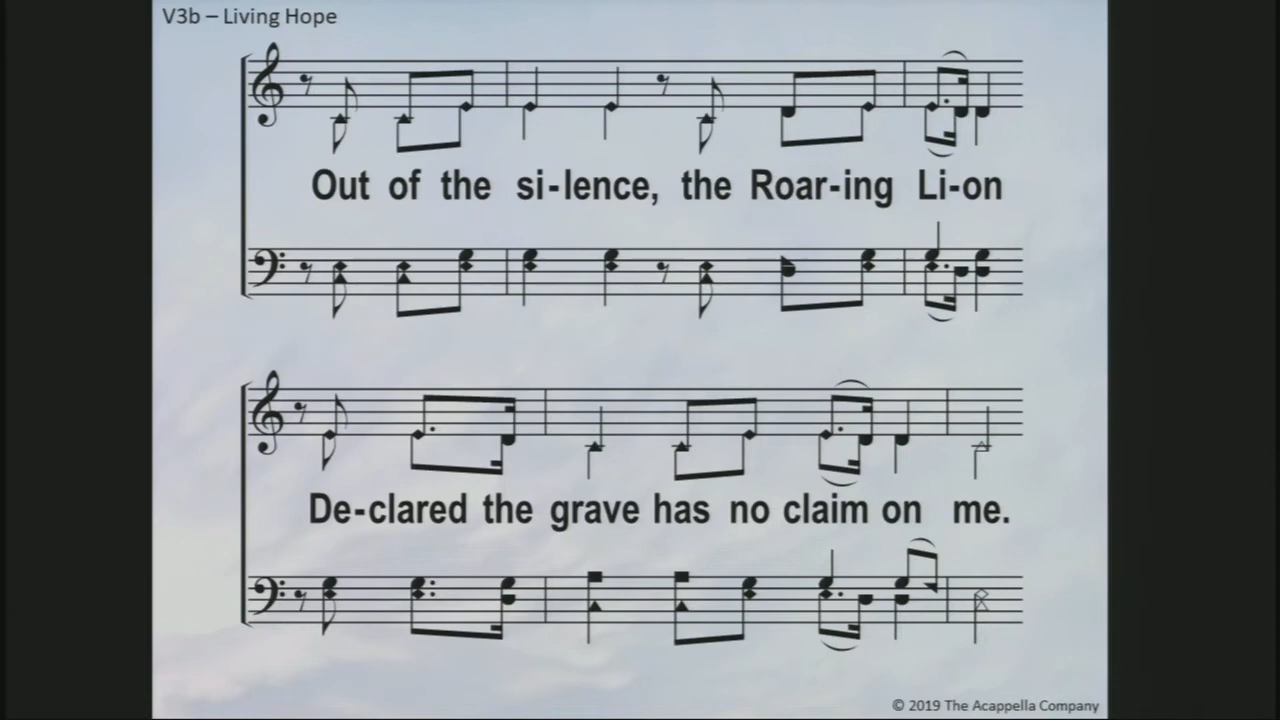 V3b – Living Hope
Out of the si-lence, the Roar-ing Li-on
De-clared the grave has no claim on me.
© 2019 The Acappella Company